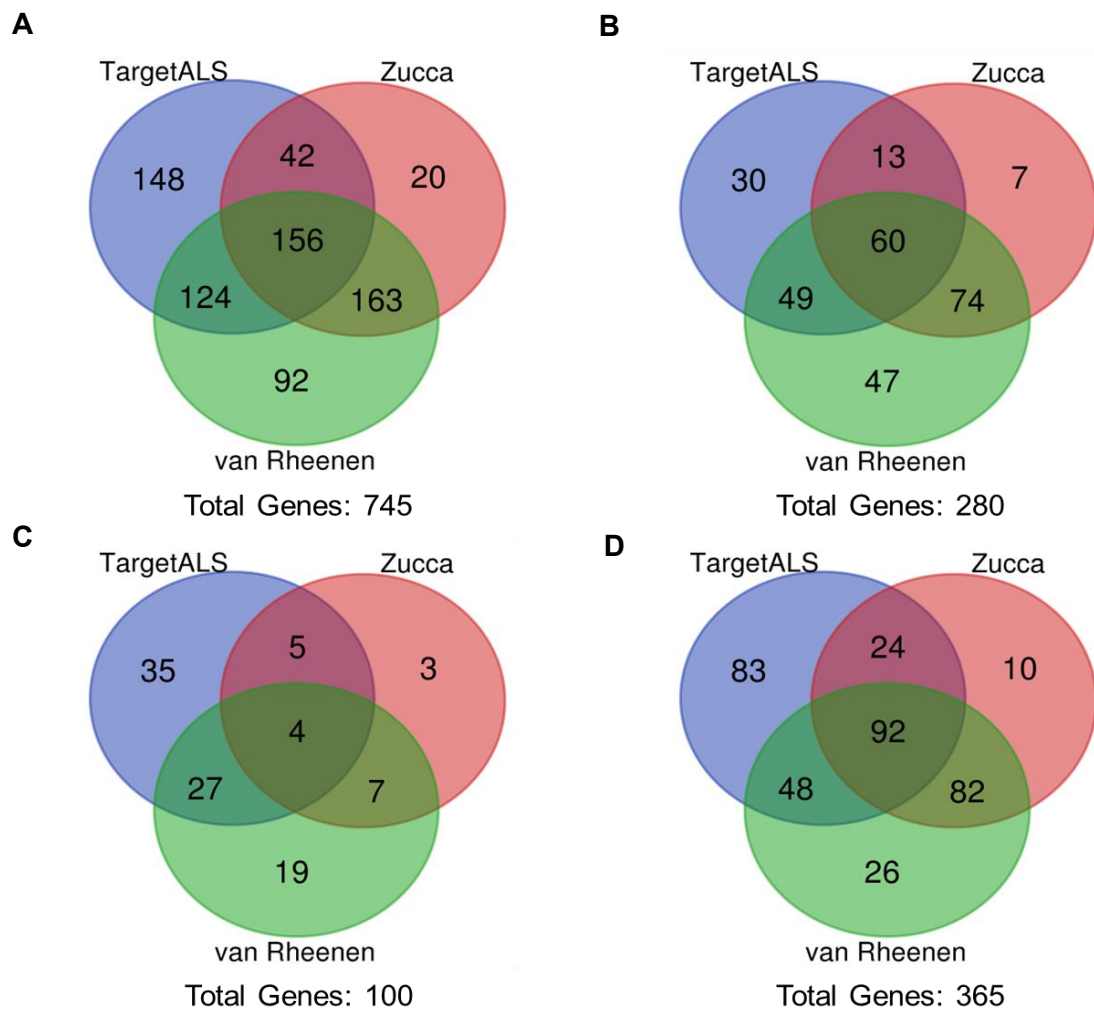 A
B
TargetALS Zucca
TargetALS Zucca
148 42 20
30 13 7
156
60
124 163
49 74
92
47
van Rheenen
van Rheenen
Total Genes: 745
Total Genes: 280
C
D
TargetALS Zucca
TargetALS Zucca
35 5 3
83 24 10
4
92
27 7
48 82
19
26
van Rheenen
van Rheenen
Total Genes: 100
Total Genes: 365